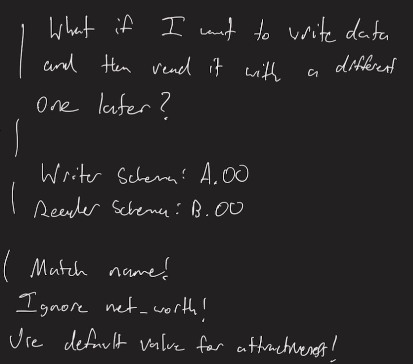 What if I want to write data
and then read it with a different
one later?
Writer Schema: A.00
Reader Schema: B.00
Match name!
Ignore net_worth!
Use default value for attractiveness!